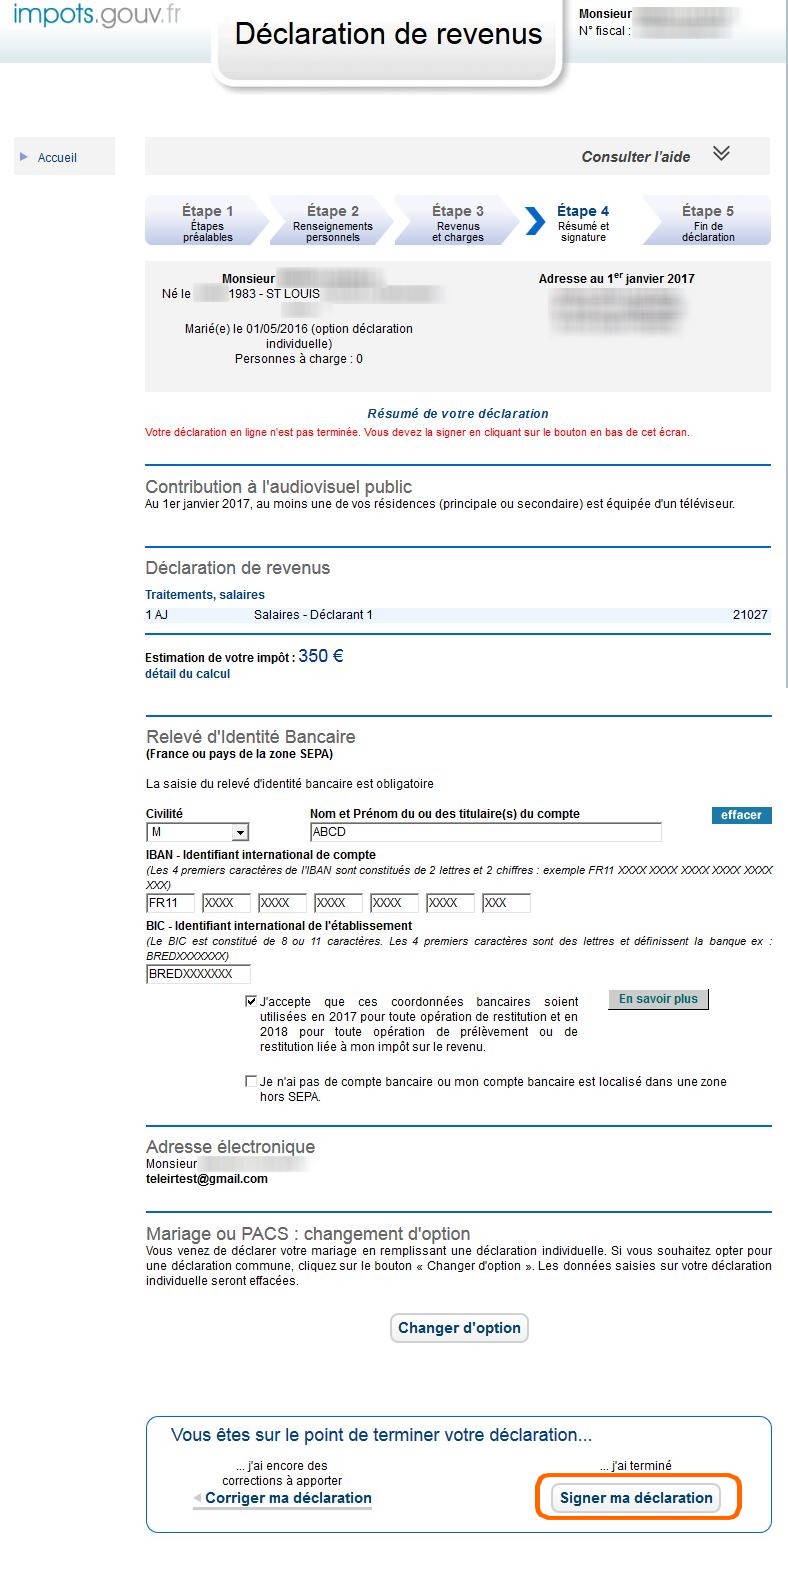 impots.gouv.fr
Déclaration de revenus
Monsieur
N° fiscal :
Accueil
Consulter l'aide
Étape 1
Étapes
préalables
Étape 2
Renseignements
personnels
Étape 3
Revenus
et charges
Étape 4
Résumé et
signature
Étape 5
Fin de
déclaration
Monsieur
Né le 1983 - ST LOUIS
Marié(e) le 01/05/2016 (option déclaration
individuelle)
Personnes à charge : 0
Adresse au 1er janvier 2017
Résumé de votre déclaration
Votre déclaration en ligne n'est pas terminée. Vous devez la signer en cliquant sur le bouton en bas de cet écran.
Contribution à l'audiovisuel public
Au 1er janvier 2017, au moins une de vos résidences (principale ou secondaire) est équipée d'un téléviseur.
Déclaration de revenus
Traitements, salaires
1 AJ Salaires - Déclarant 1 21027
Estimation de votre impôt : 350 €
détail du calcul
Relevé d'Identité Bancaire
(France ou pays de la zone SEPA)
La saisie du relevé d'identité bancaire est obligatoire
Civilité Nom et Prénom du ou des titulaire(s) du compte effacer
M ABCD
IBAN - Identifiant international de compte
(Les 4 premiers caractères de l'IBAN sont constitués de 2 lettres et 2 chiffres : exemple FR11 XXXX XXXX XXXX XXXX XXXX
XXX)
FR11 XXXX XXXX XXXX XXXX XXXX XXX
BIC - Identifiant international de l'établissement
(Le BIC est constitué de 8 ou 11 caractères. Les 4 premiers caractères sont des lettres et définissent la banque ex :
BREDXXXXXXX)
BREDXXXXXXX
J'accepte que ces coordonnées bancaires soient
utilisées en 2017 pour toute opération de restitution et en
2018 pour toute opération de prélèvement ou de
restitution liée à mon impôt sur le revenu.
En savoir plus
Je n'ai pas de compte bancaire ou mon compte bancaire est localisé dans une zone
hors SEPA.
Adresse électronique
Monsieur
teleirtest@gmail.com
Mariage ou PACS : changement d'option
Vous venez de déclarer votre mariage en remplissant une déclaration individuelle. Si vous souhaitez opter pour
une déclaration commune, cliquez sur le bouton « Changer d'option ». Les données saisies sur votre déclaration
individuelle seront effacées.
Changer d'option
Vous êtes sur le point de terminer votre déclaration...
... j'ai encore des
corrections à apporter
Corriger ma déclaration
... j'ai terminé
Signer ma déclaration